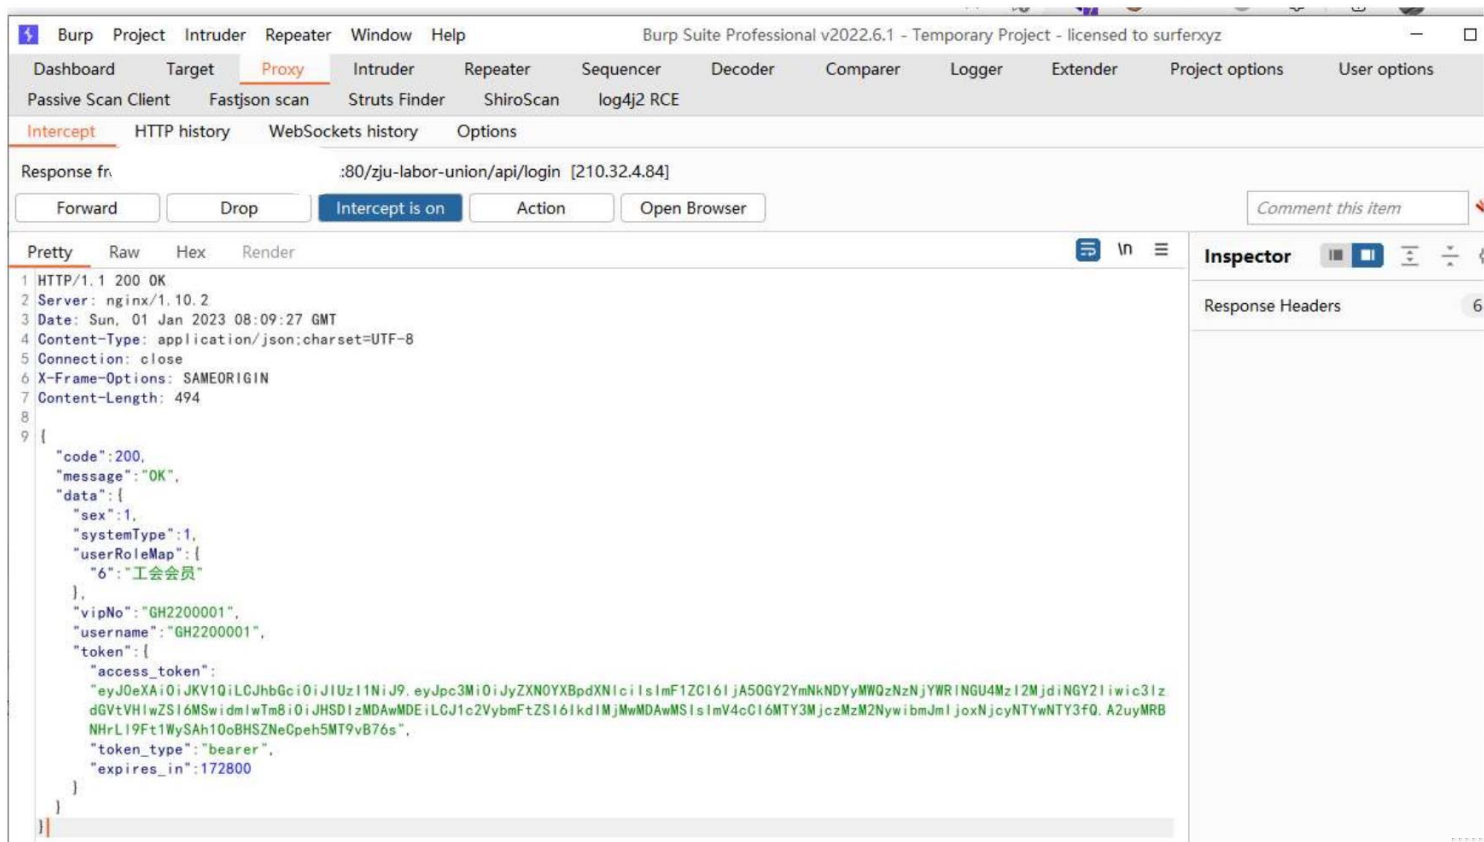 Burp Project Intruder Repeater Window Help Burp Suite Professional v2022.6.1 - Temporary Project - licensed to surferxyz
Dashboard Target Proxy Intruder Repeater Sequencer Decoder Comparer Logger Extender Project options User options
Passive Scan Client Fastjson scan Struts Finder ShiroScan log4j2 RCE
Intercept HTTP history WebSockets history Options
Response :80/zju-labor-union/api/login [210.32.4.84]
Forward Drop Intercept is on Action Open Browser Comment this item
Pretty Raw Hex Render \n Inspector
1 HTTP/1.1 200 OK
2 Server: nginx/1.10.2
3 Date: Sun, 01 Jan 2023 08:09:27 GMT
4 Content-Type: application/json;charset=UTF-8
5 Connection: close
6 X-Frame-Options: SAMEORIGIN
7 Content-Length: 494
8
9 {
"code":200,
"message":"OK",
"data":{
"sex":1,
"systemType":1,
"userRoleMap":{
"6":"工会会员"
},
"vipNo":"GH2200001",
"username":"GH2200001",
"token":{
"access_token":
"token_type":"bearer",
"expires_in":172800
}
}
}
Response Headers 6